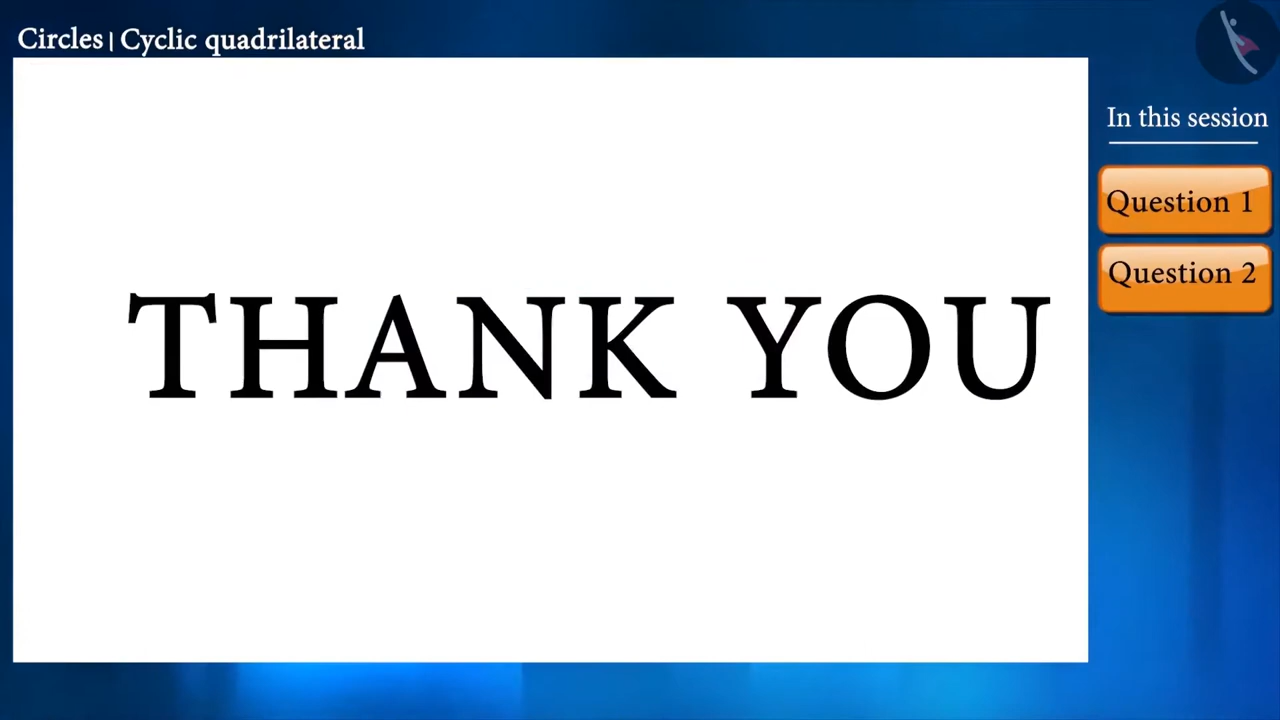 Circles | Cyclic quadrilateral
In this session
Question 1
Question 2
THANK YOU